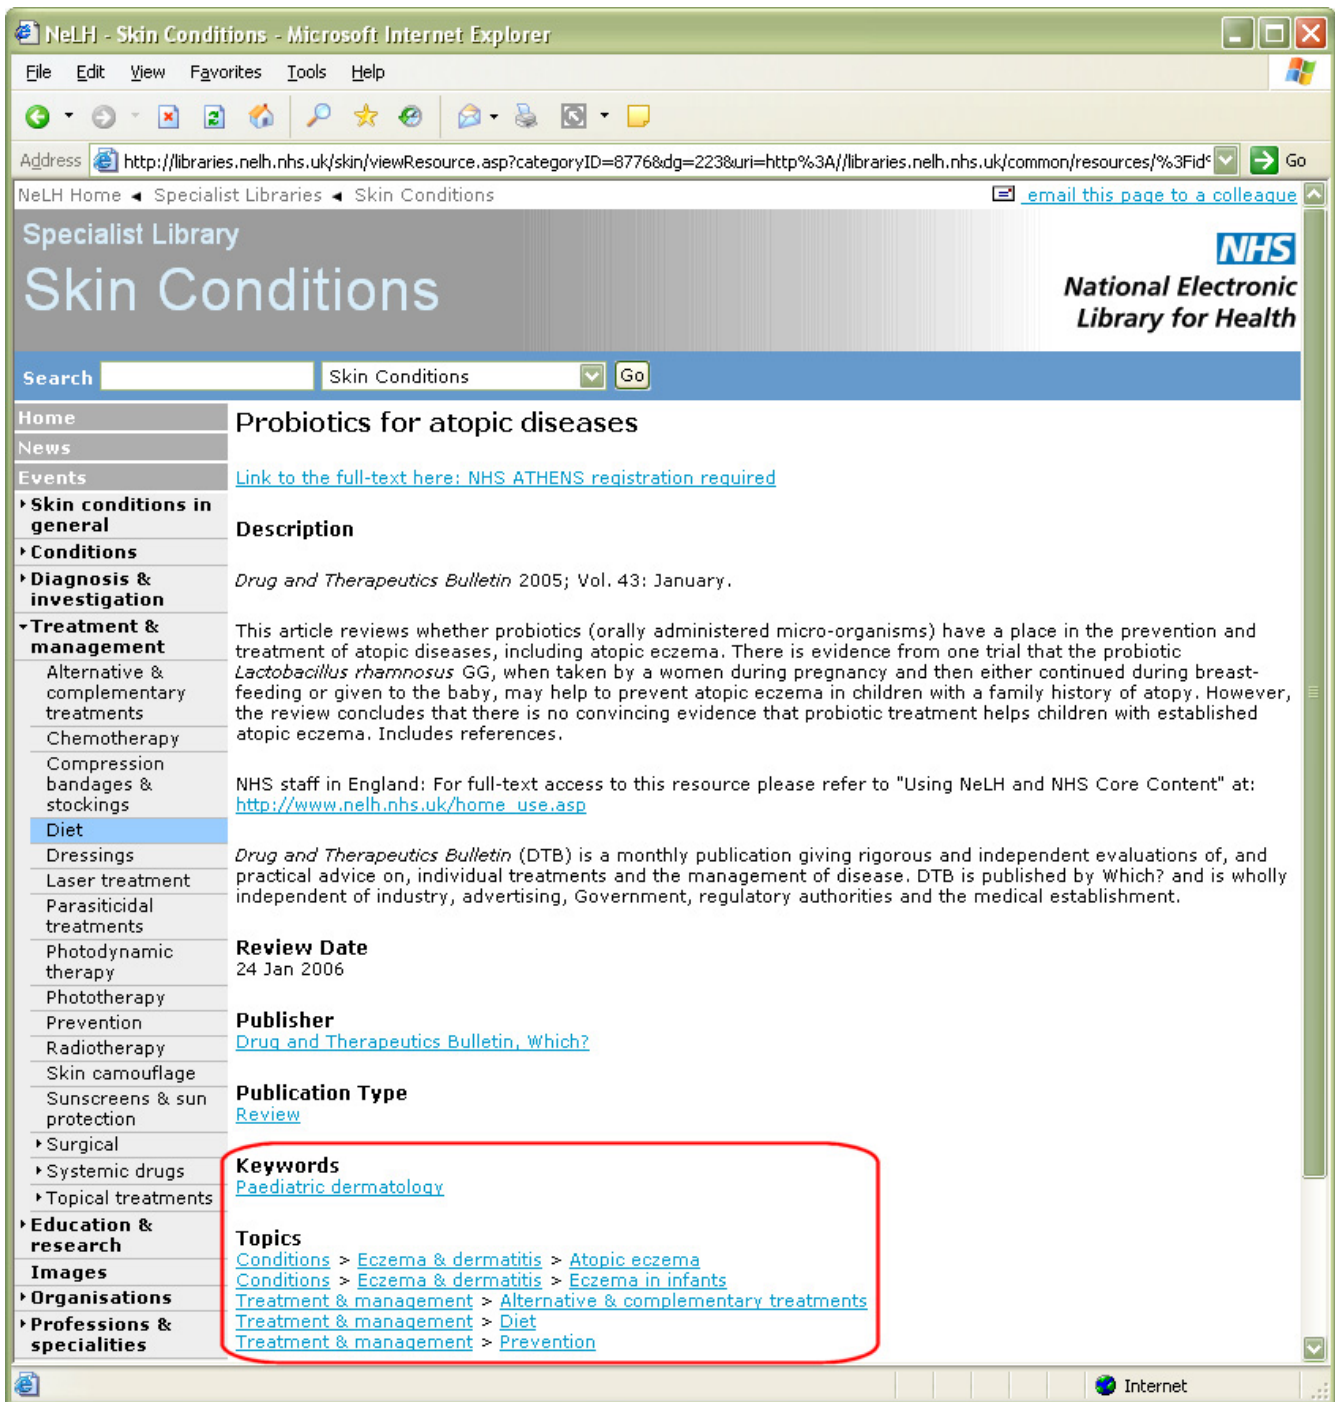 NeLH - Skin Conditions - Microsoft Internet Explorer
File Edit View Favorites Tools Help
Address http://libraries.nelh.nhs.uk/skin/viewResource.asp?categoryID=8776&dg=223&uri=http%3A//libraries.nelh.nhs.uk/common/resources/%3Fid Go
NeLH Home ◄ Specialist Libraries ◄ Skin Conditions email this page to a colleague
Specialist Library
Skin Conditions
NHS
National Electronic
Library for Health
Search Skin Conditions Go
Home
News
Events
Skin conditions in
general
Conditions
Diagnosis &
investigation
Treatment &
management
Alternative &
complementary
treatments
Chemotherapy
Compression
bandages &
stockings
Diet
Dressings
Laser treatment
Parasiticidal
treatments
Photodynamic
therapy
Phototherapy
Prevention
Radiotherapy
Skin camouflage
Sunscreens & sun
protection
Surgical
Systemic drugs
Topical treatments
Education &
research
Images
Organisations
Professions &
specialities
Probiotics for atopic diseases
Link to the full-text here: NHS ATHENS registration required
Description
Drug and Therapeutics Bulletin 2005; Vol. 43: January.
This article reviews whether probiotics (orally administered micro-organisms) have a place in the prevention and
treatment of atopic diseases, including atopic eczema. There is evidence from one trial that the probiotic
Lactobacillus rhamnosus GG, when taken by a women during pregnancy and then either continued during breast-
feeding or given to the baby, may help to prevent atopic eczema in children with a family history of atopy. However,
the review concludes that there is no convincing evidence that probiotic treatment helps children with established
atopic eczema. Includes references.
NHS staff in England: For full-text access to this resource please refer to "Using NeLH and NHS Core Content" at:
http://www.nelh.nhs.uk/home_use.asp
Drug and Therapeutics Bulletin (DTB) is a monthly publication giving rigorous and independent evaluations of, and
practical advice on, individual treatments and the management of disease. DTB is published by Which? and is wholly
independent of industry, advertising, Government, regulatory authorities and the medical establishment.
Review Date
24 Jan 2006
Publisher
Drug and Therapeutics Bulletin, Which?
Publication Type
Review
Keywords
Paediatric dermatology
Topics
Conditions > Eczema & dermatitis > Atopic eczema
Conditions > Eczema & dermatitis > Eczema in infants
Treatment & management > Alternative & complementary treatments
Treatment & management > Diet
Treatment & management > Prevention
Internet